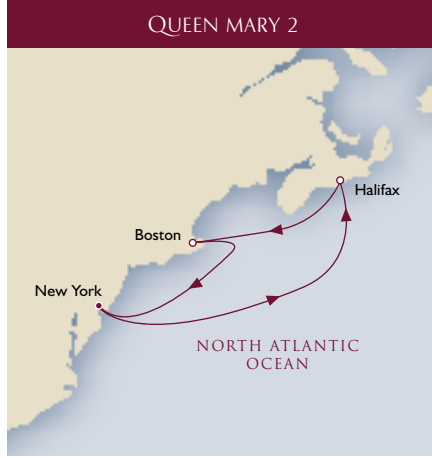 QUEEN MARY 2
Halifax
Boston
New York
NORTH ATLANTIC
OCEAN